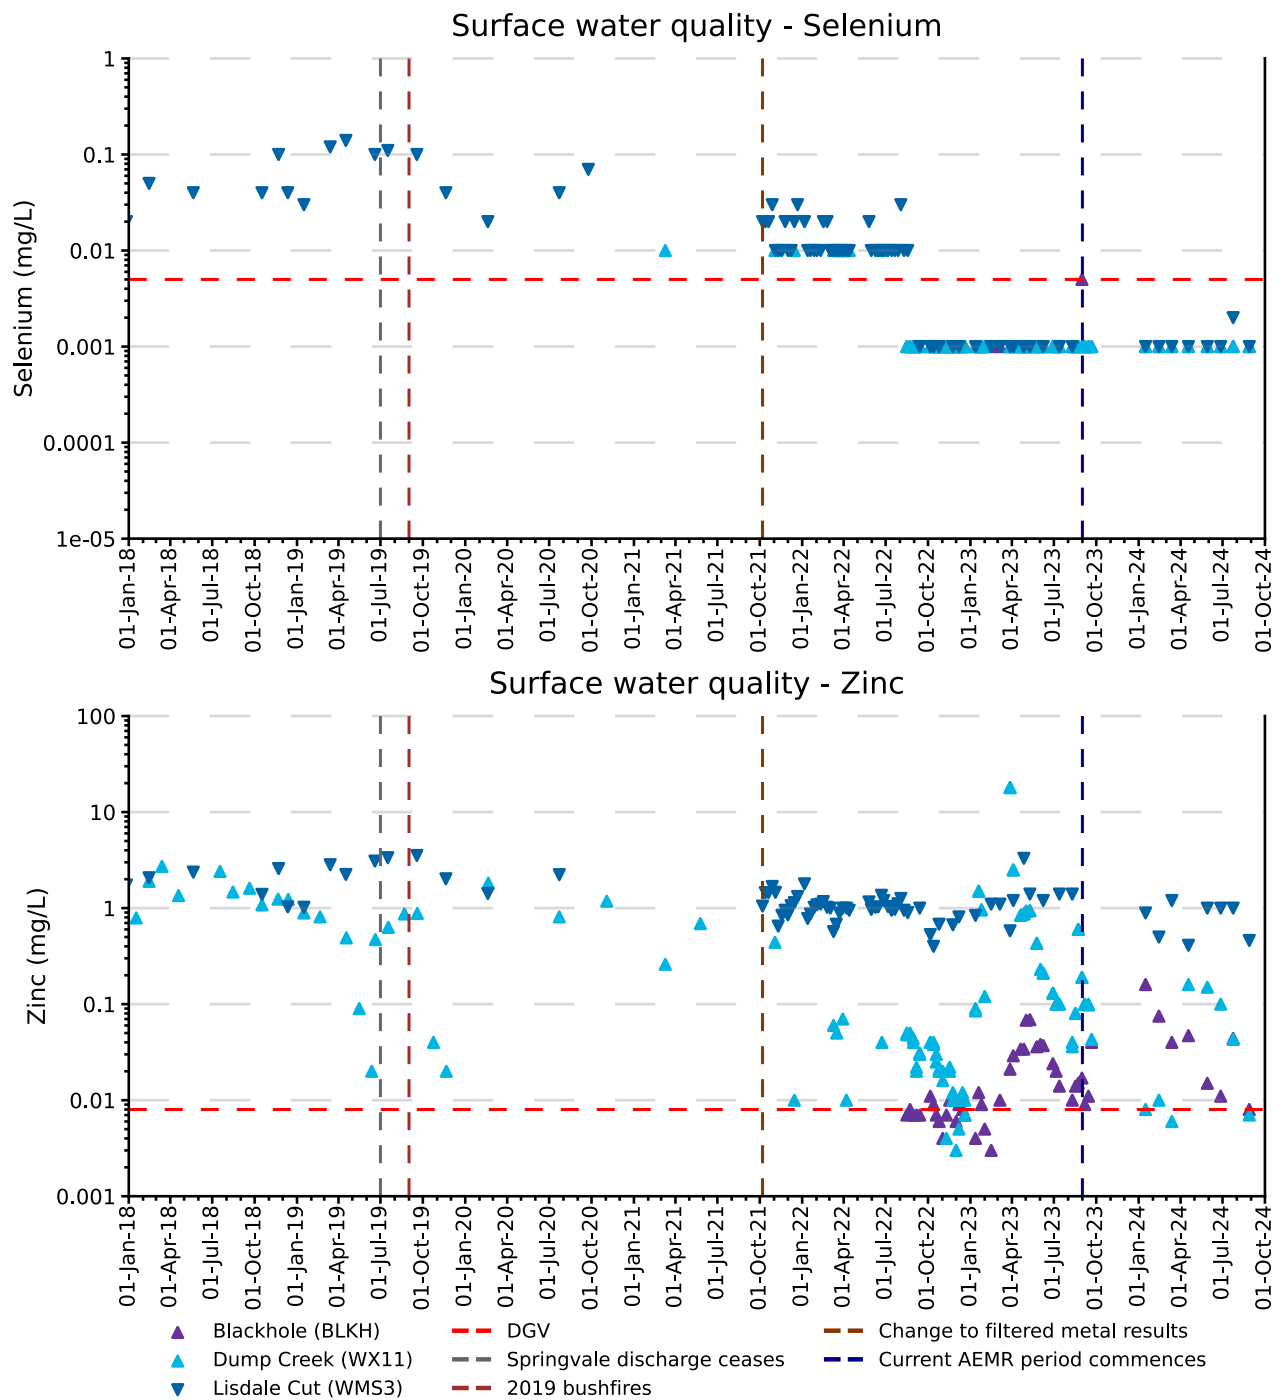 Surface water quality - Selenium
1
0.1
0.01
0.001
0.0001
1e-05
Selenium (mg/L)
01-Jan-18
01-Apr-18
01-Jul-18
01-Oct-18
01-Jan-19
01-Apr-19
01-Jul-19
01-Oct-19
01-Jan-20
01-Apr-20
01-Jul-20
01-Oct-20
01-Jan-21
01-Apr-21
01-Jul-21
01-Oct-21
01-Jan-22
01-Apr-22
01-Jul-22
01-Oct-22
01-Jan-23
01-Apr-23
01-Jul-23
01-Oct-23
01-Jan-24
01-Apr-24
01-Jul-24
01-Oct-24
Surface water quality - Zinc
100
10
1
0.1
0.01
0.001
Zinc (mg/L)
01-Jan-18
01-Apr-18
01-Jul-18
01-Oct-18
01-Jan-19
01-Apr-19
01-Jul-19
01-Oct-19
01-Jan-20
01-Apr-20
01-Jul-20
01-Oct-20
01-Jan-21
01-Apr-21
01-Jul-21
01-Oct-21
01-Jan-22
01-Apr-22
01-Jul-22
01-Oct-22
01-Jan-23
01-Apr-23
01-Jul-23
01-Oct-23
01-Jan-24
01-Apr-24
01-Jul-24
01-Oct-24
Blackhole (BLKH)
Dump Creek (WX11)
Lisdale Cut (WMS3)
DGV
Springvale discharge ceases
2019 bushfires
Change to filtered metal results
Current AEMR period commences